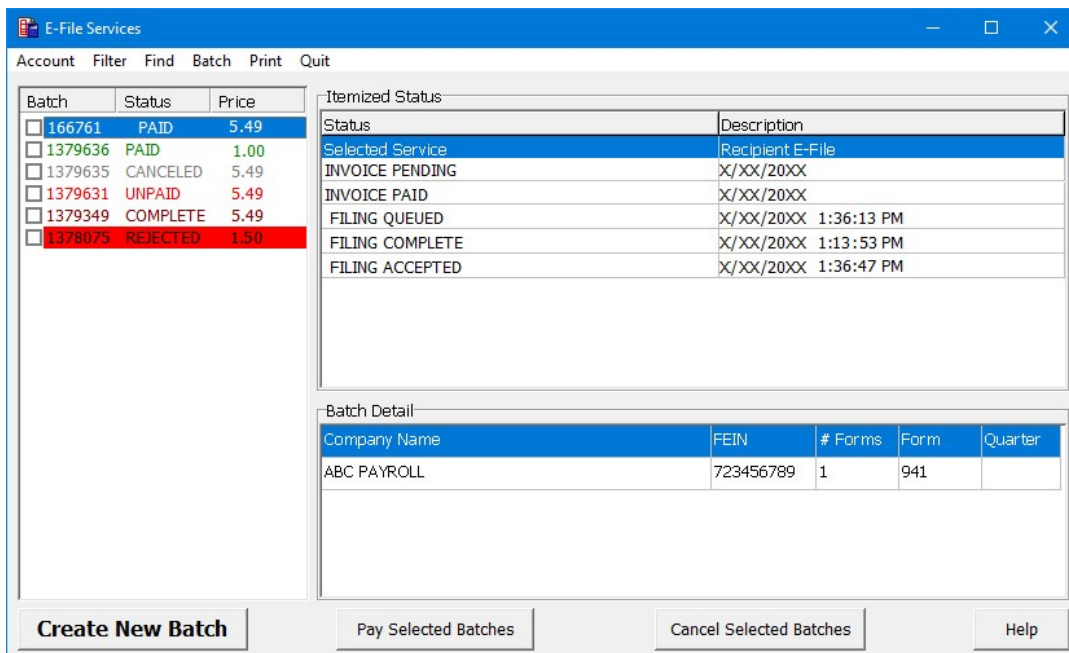 E-File Services
Account Filter Find Batch Print Quit
Batch Status Price
166761 PAID 5.49
1379636 PAID 1.00
1379635 CANCELED 5.49
1379631 UNPAID 5.49
1379349 COMPLETE 5.49
1378075 REJECTED 1.50
Itemized Status
Status Description
Selected Service Recipient E-File
INVOICE PENDING X/XX/20XX
INVOICE PAID X/XX/20XX
FILING QUEUED X/XX/20XX 1:36:13 PM
FILING COMPLETE X/XX/20XX 1:13:53 PM
FILING ACCEPTED X/XX/20XX 1:36:47 PM
Batch Detail
Company Name FEIN # Forms Form Quarter
ABC PAYROLL 723456789 1 941
Create New Batch Pay Selected Batches Cancel Selected Batches Help